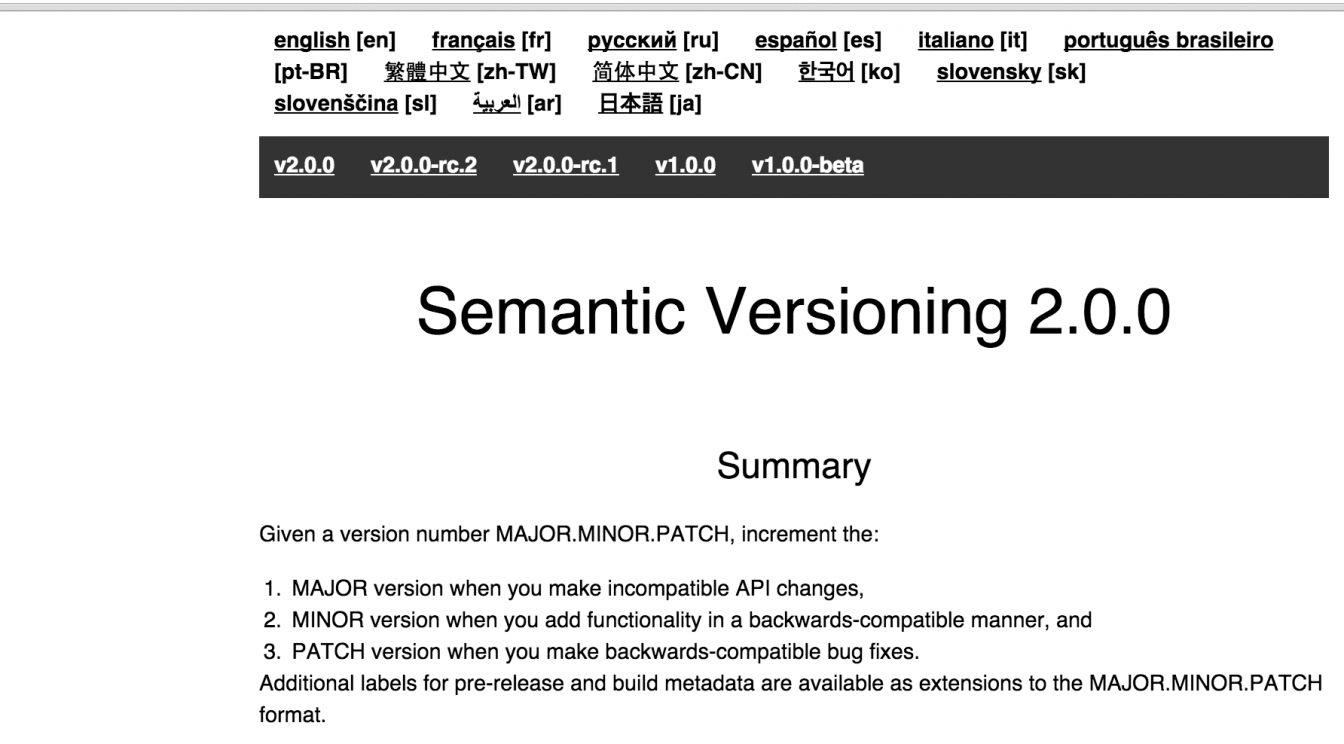 english [en] français [fr] русский [ru] español [es] italiano [it] português brasileiro
[pt-BR] 繁體中文 [zh-TW] 简体中文 [zh-CN] 한국어 [ko] slovensky [sk]
slovenščina [sl] العربية [ar] 日本語 [ja]
v2.0.0 v2.0.0-rc.2 v2.0.0-rc.1 v1.0.0 v1.0.0-beta
Semantic Versioning 2.0.0
Summary
Given a version number MAJOR.MINOR.PATCH, increment the:
1. MAJOR version when you make incompatible API changes,
2. MINOR version when you add functionality in a backwards-compatible manner, and
3. PATCH version when you make backwards-compatible bug fixes.
Additional labels for pre-release and build metadata are available as extensions to the MAJOR.MINOR.PATCH
format.